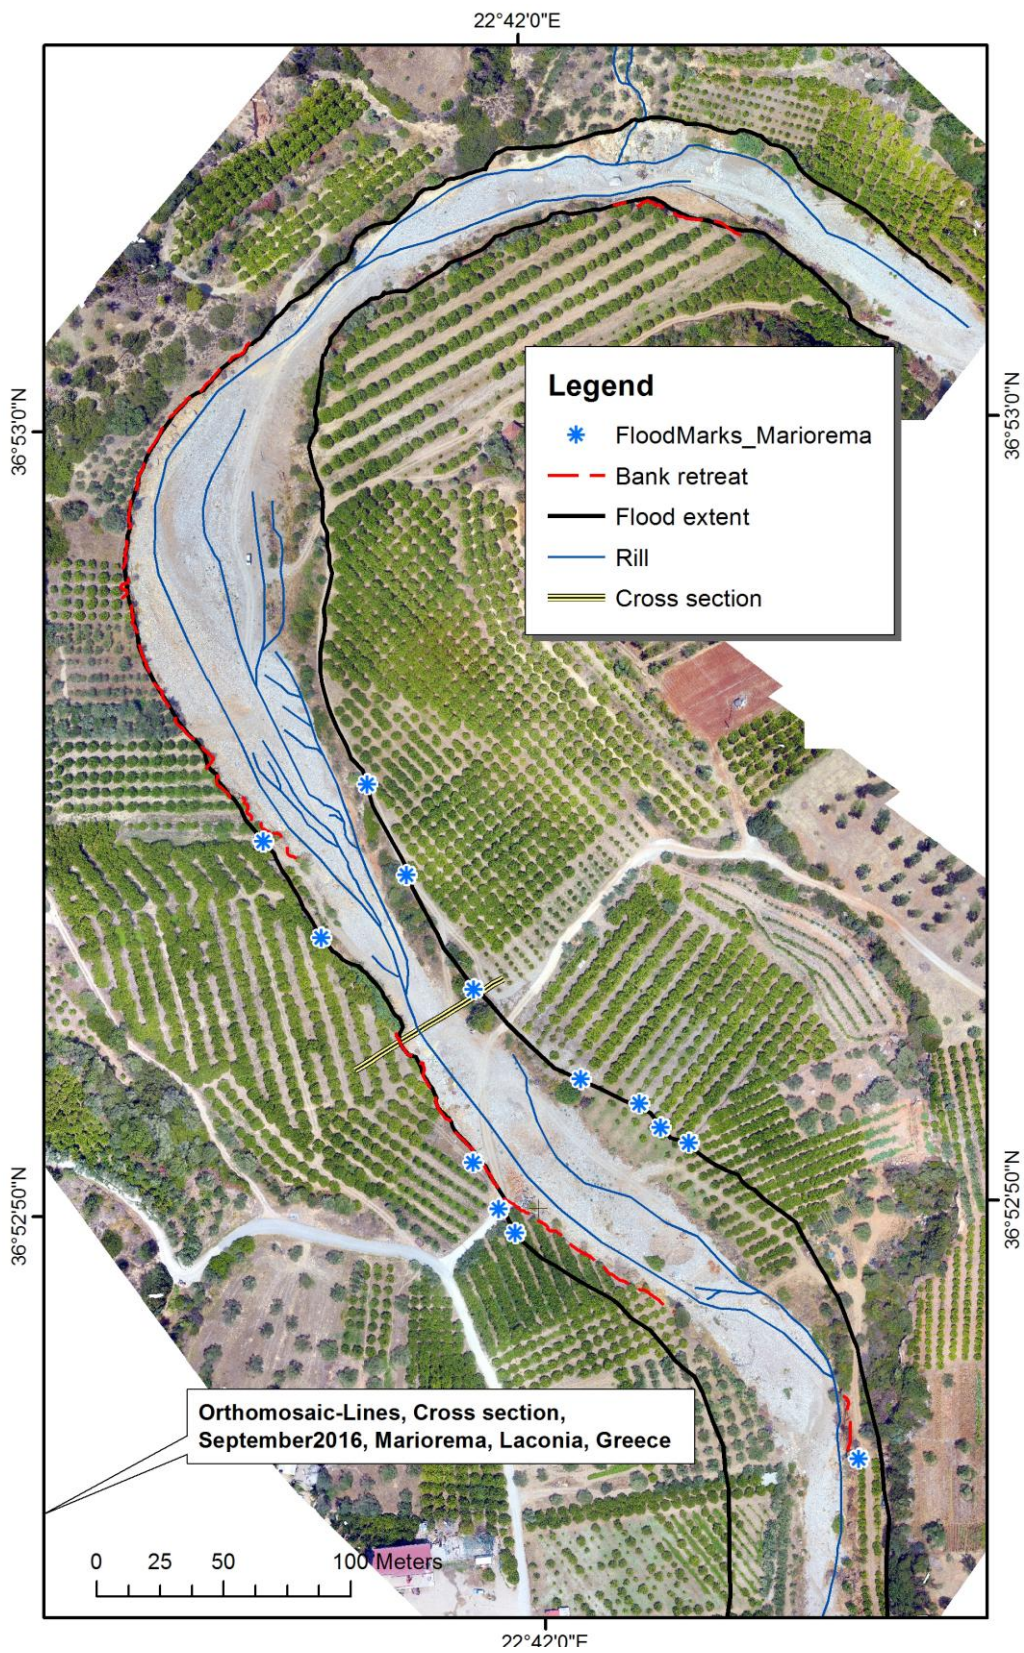 22°42'0"E
36°53'0"N
36°53'0"N
Legend
FloodMarks_Mariorema
Bank retreat
Flood extent
Rill
Cross section
36°52'50"N
36°52'50"N
Orthomosaic-Lines, Cross section,
September2016, Mariorema, Laconia, Greece
0 25 50 100 Meters
22°42'0"E